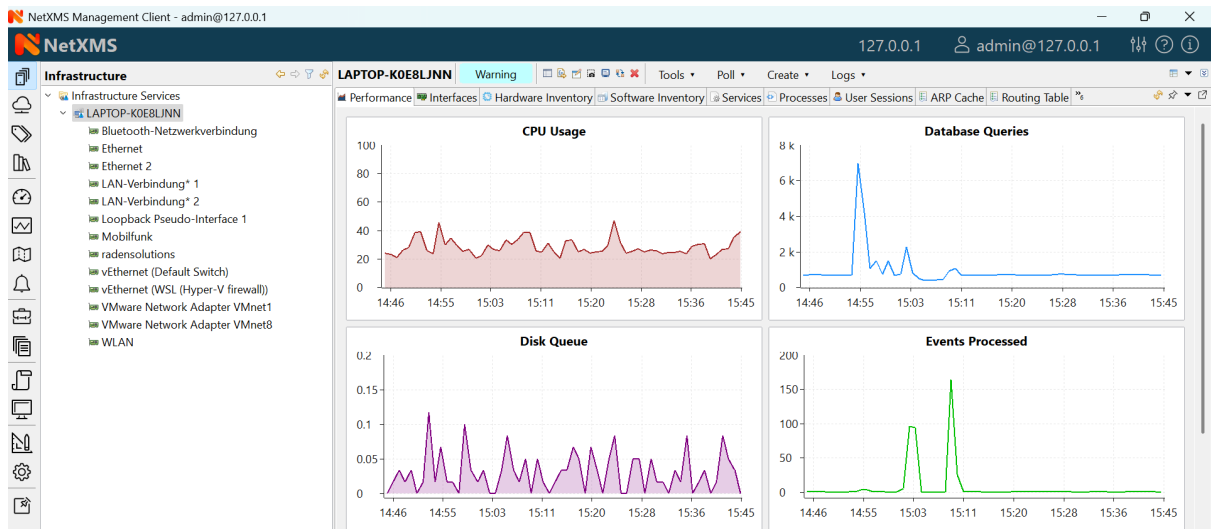 NetXMS Management Client - admin@127.0.0.1
NetXMS
127.0.0.1
admin@127.0.0.1
Infrastructure
LAPTOP-K0E8LJNN
Warning
Tools
Poll
Create
Logs
Performance
Interfaces
Hardware Inventory
Software Inventory
Services
Processes
User Sessions
ARP Cache
Routing Table
»6
Infrastructure Services
LAPTOP-K0E8LJNN
Bluetooth-Netzwerkverbindung
Ethernet
Ethernet 2
LAN-Verbindung* 1
LAN-Verbindung* 2
Loopback Pseudo-Interface 1
Mobilfunk
radensolutions
vEthernet (Default Switch)
vEthernet (WSL (Hyper-V firewall))
VMware Network Adapter VMnet1
VMware Network Adapter VMnet8
WLAN
CPU Usage
100
80
60
40
20
0
14:46 14:55 15:03 15:11 15:20 15:28 15:36 15:45
Database Queries
8 k
6 k
4 k
2 k
0
14:46 14:55 15:03 15:11 15:20 15:28 15:36 15:45
Disk Queue
0.2
0.15
0.1
0.05
0
14:46 14:55 15:03 15:11 15:20 15:28 15:36 15:45
Events Processed
200
150
100
50
0
14:46 14:55 15:03 15:11 15:20 15:28 15:36 15:45